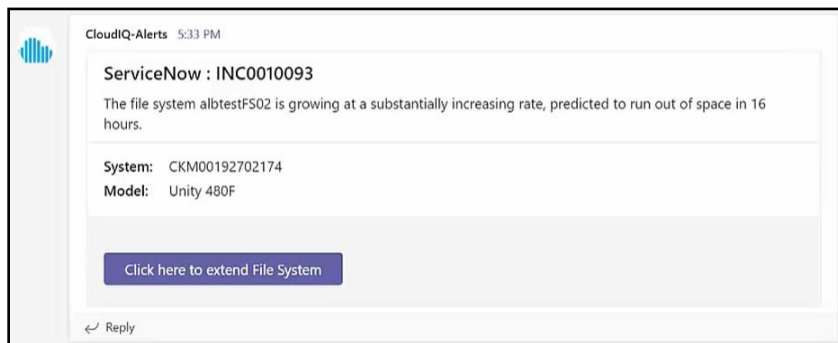 CloudIQ-Alerts 5:33 PM
ServiceNow : INC0010093
The file system albtestFS02 is growing at a substantially increasing rate, predicted to run out of space in 16
hours.
System: CKM00192702174
Model: Unity 480F
Click here to extend File System
Reply